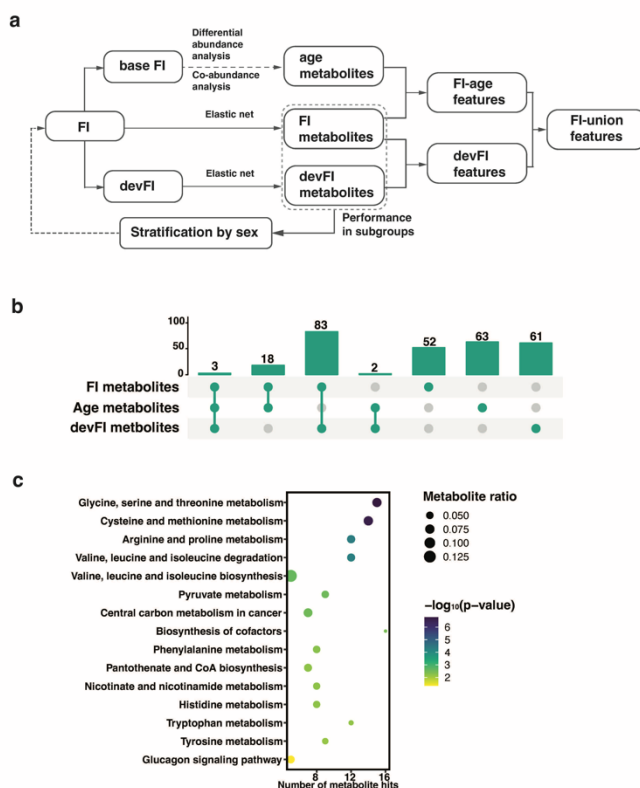 a
Differential
abundance
analysis
Co-abundance
analysis
base FI
age
metabolites
FI-age
features
FI
Elastic net
FI
metabolites
FI-union
features
devFI
Elastic net
devFI
metabolites
devFI
features
Stratification by sex
Performance
in subgroups
b
100
50
0
3
18
83
2
52
63
61
FI metabolites
Age metabolites
devFI metbolites
c
Glycine, serine and threonine metabolism
Cysteine and methionine metabolism
Arginine and proline metabolism
Valine, leucine and isoleucine degradation
Valine, leucine and isoleucine biosynthesis
Pyruvate metabolism
Central carbon metabolism in cancer
Biosynthesis of cofactors
Phenylalanine metabolism
Pantothenate and CoA biosynthesis
Nicotinate and nicotinamide metabolism
Histidine metabolism
Tryptophan metabolism
Tyrosine metabolism
Glucagon signaling pathway
8 12 16
Number of metabolite hits
Metabolite ratio
0.050
0.075
0.100
0.125
−log₁₀(p-value)
6
5
4
3
2